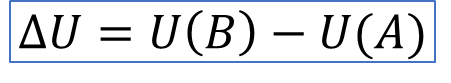 ΔU = U(B) − U(A)